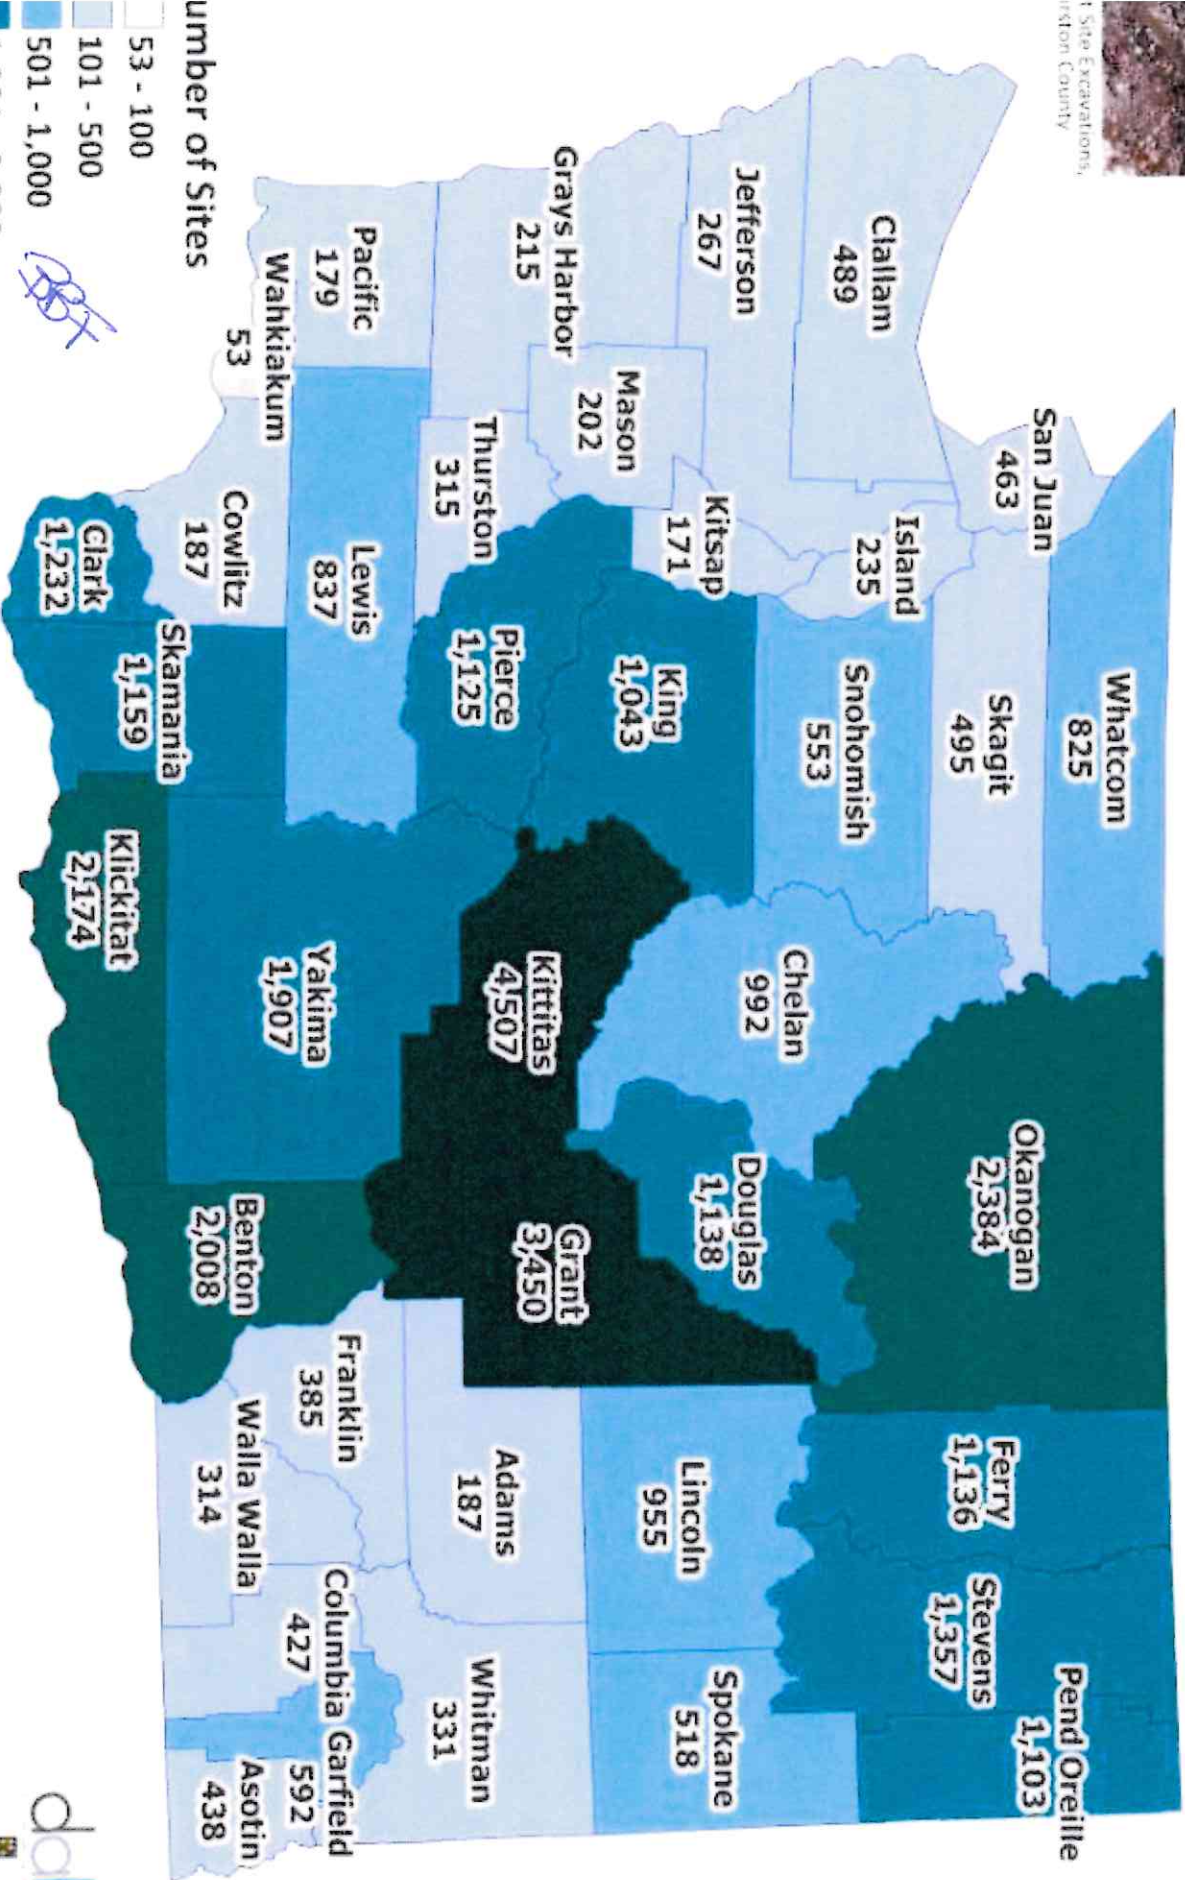 t Site Excavations,
rston County
Whatcom
825
Pend Oreille
1,103
San Juan
463
Okanogan
2,384
Ferry
1,136
Skagit
495
Stevens
1,357
Clallam
489
Island
235
Snohomish
553
Chelan
992
Jefferson
267
Kitsap
171
Douglas
1,138
Spokane
518
Lincoln
955
King
1,043
Mason
202
Grays Harbor
215
Grant
3,450
Kittitas
4,507
Pierce
1,125
Adams
187
Thurston
315
Whitman
331
Pacific
179
Lewis
837
Franklin
385
Yakima
1,907
Columbia
427
Garfield
592
Wahkiakum
53
Cowlitz
187
Benton
2,008
Walla Walla
314
Asotin
438
Skamania
1,159
Klickitat
2,174
Clark
1,232
umber of Sites
53 - 100
101 - 500
501 - 1,000